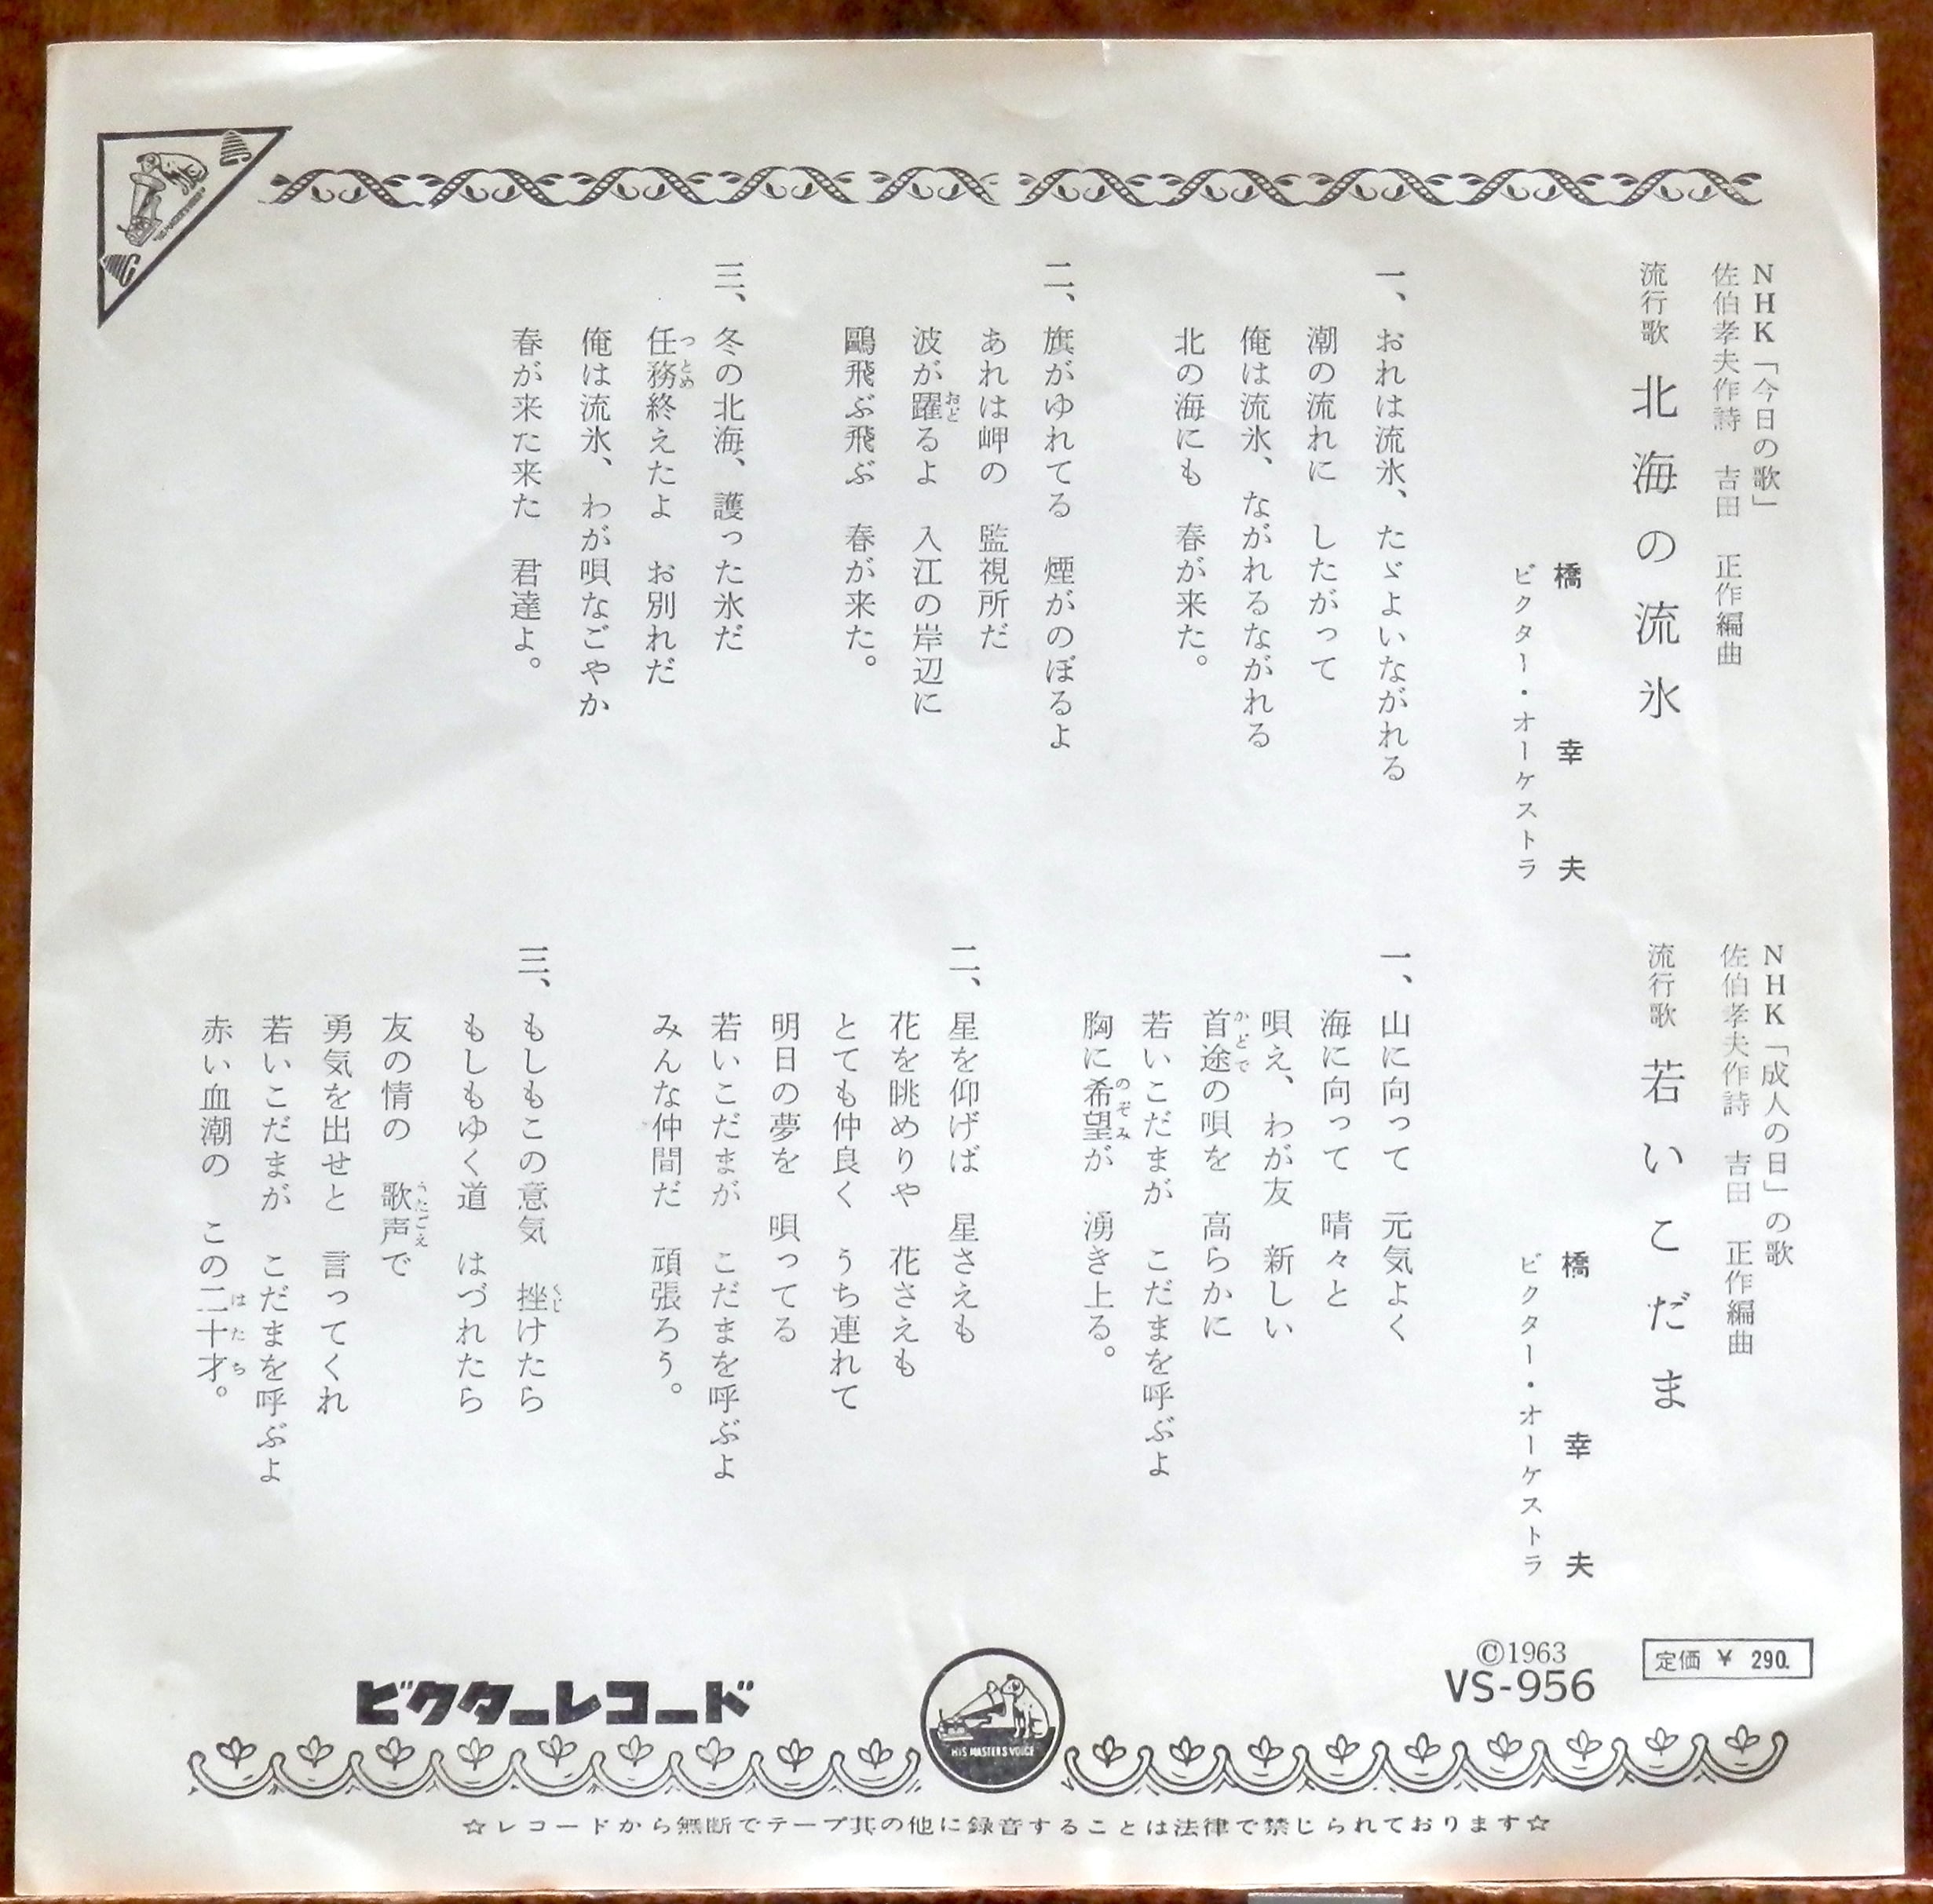 NHK「今日の歌」
佐伯孝夫作詩 吉田 正作編曲
流行歌 北海の流氷
橋 幸夫
ビクター・オーケストラ
一、おれは流氷、たゞよいながれる
潮の流れに したがって
俺は流氷、ながれるながれる
北の海にも 春が来た。
二、旗がゆれてる 煙がのぼるよ
あれは岬の 監視所だ
波が躍るよ 入江の岸辺に
おど
鷗飛ぶ飛ぶ 春が来た。
三、冬の北海、護った氷だ
任務終えたよ お別れだ
つとめ
俺は流氷、わが唄なごやか
春が来た来た 君達よ。
NHK「成人の日」の歌
佐伯孝夫作詩 吉田 正作編曲
流行歌 若いこだま
橋 幸夫
ビクター・オーケストラ
一、山に向って 元気よく
海に向って 晴々と
唄え、わが友 新しい
首途の唄を 高らかに
かどで
若いこだまが こだまを呼ぶよ
胸に希望が 湧き上る。
のぞみ
二、星を仰げば 星さえも
花を眺めりゃ 花さえも
とても仲良く うち連れて
明日の夢を 唄ってる
若いこだまが こだまを呼ぶよ
みんな仲間だ 頑張ろう。
三、もしもこの意気 挫けたら
くじ
もしもゆく道 はづれたら
友の情の 歌声で
うたごえ
勇気を出せと 言ってくれ
若いこだまが こだまを呼ぶよ
赤い血潮の この二十才。
はたち
定価 ¥ 290.
©1963
VS-956
ビクターレコード
HIS MASTERS VOICE
☆レコードから無断でテープ其の他に録音することは法律で禁じられております☆